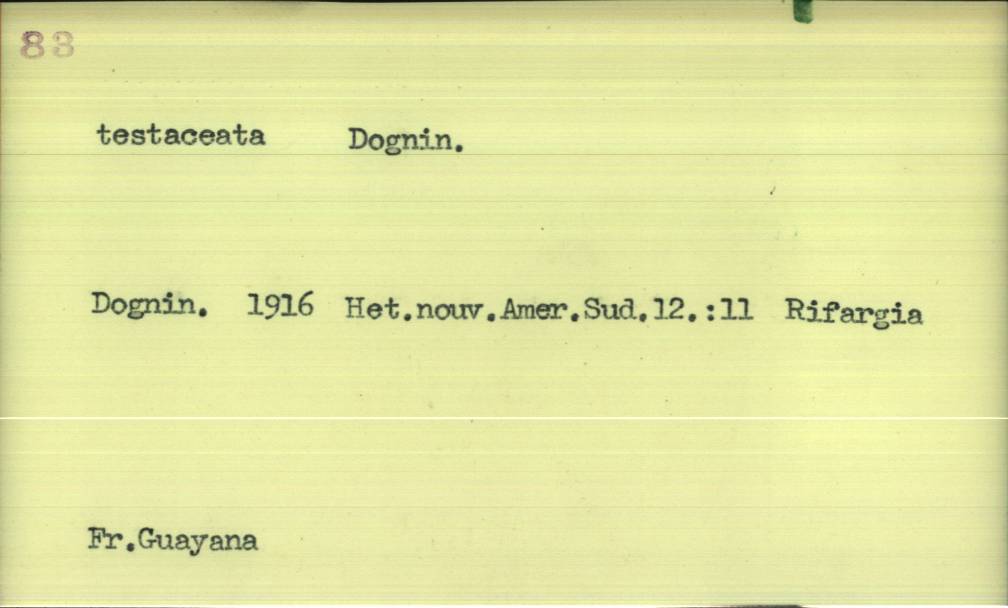 83
testaceata Dognin.
Dognin. 1916 Het.nouv.Amer.Sud.12.:11 Rifargia
Fr.Guayana